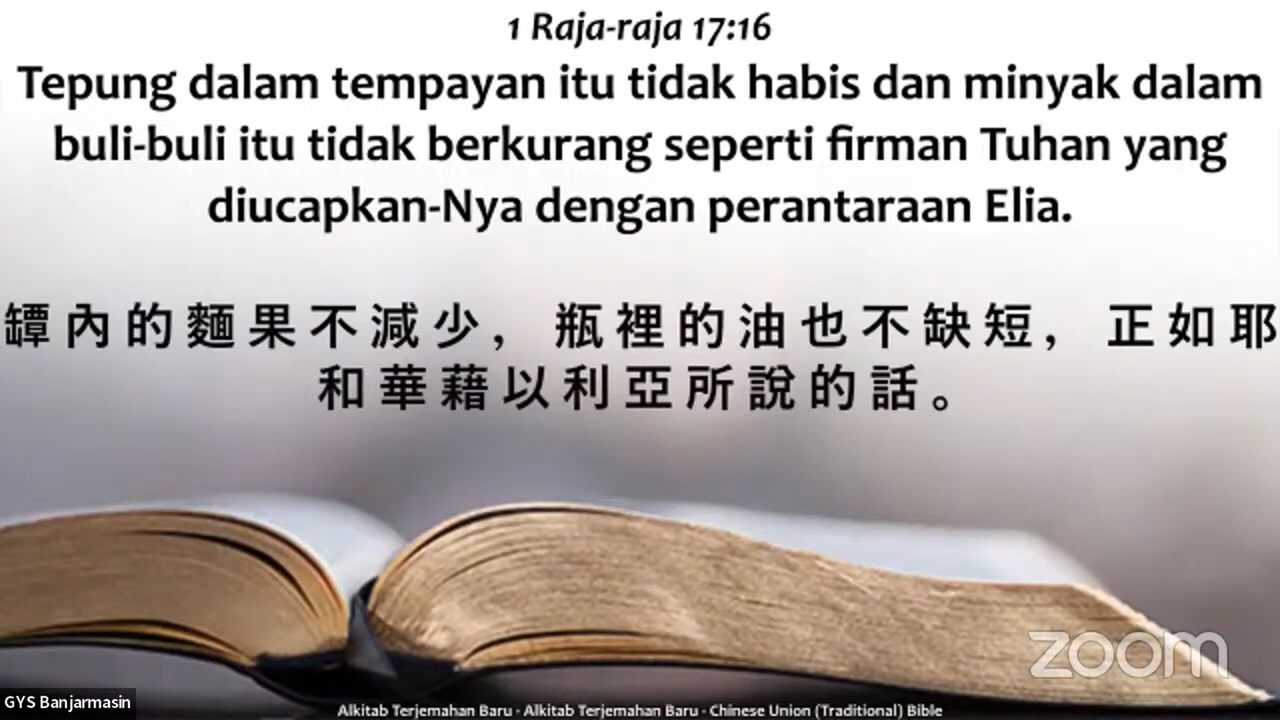 1 Raja-raja 17:16
Tepung dalam tempayan itu tidak habis dan minyak dalam
buli-buli itu tidak berkurang seperti firman Tuhan yang
diucapkan-Nya dengan perantaraan Elia.
罈內的麵果不減少，瓶裡的油也不缺短，正如耶
和華藉以利亞所說的話。
zoom
GYS Banjarmasin
Alkitab Terjemahan Baru - Alkitab Terjemahan Baru - Chinese Union (Traditional) Bible